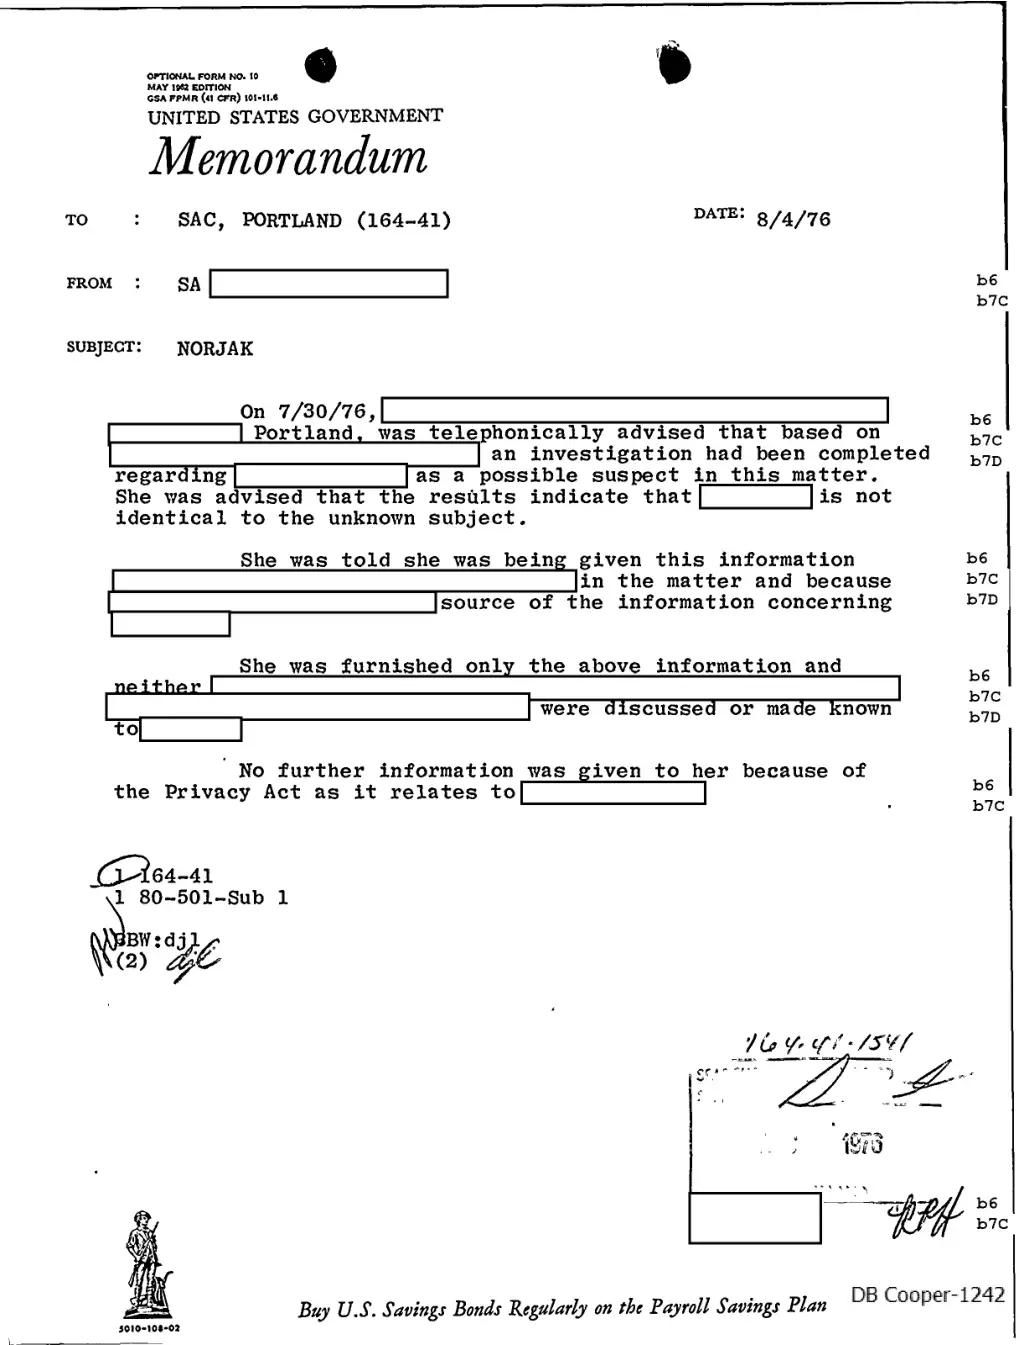 OPTIONAL FORM NO. 10
MAY 1962 EDITION
GSA FPMR (41 CFR) 101-11.6
UNITED STATES GOVERNMENT
Memorandum
TO : SAC, PORTLAND (164-41) DATE: 8/4/76
FROM : SA b6
b7C
SUBJECT: NORJAK
On 7/30/76, b6
Portland, was telephonically advised that based on b7C
an investigation had been completed b7D
regarding as a possible suspect in this matter.
She was advised that the results indicate that is not
identical to the unknown subject.
She was told she was being given this information b6
in the matter and because b7C
source of the information concerning b7D
She was furnished only the above information and b6
neither b7C
were discussed or made known b7D
to
No further information was given to her because of b6
the Privacy Act as it relates to b7C
1 164-41
1 80-501-Sub 1
BBW:djl
(2) djl
164-41-1541
1976
b6
b7C
5010-108-02
Buy U.S. Savings Bonds Regularly on the Payroll Savings Plan
DB Cooper-1242